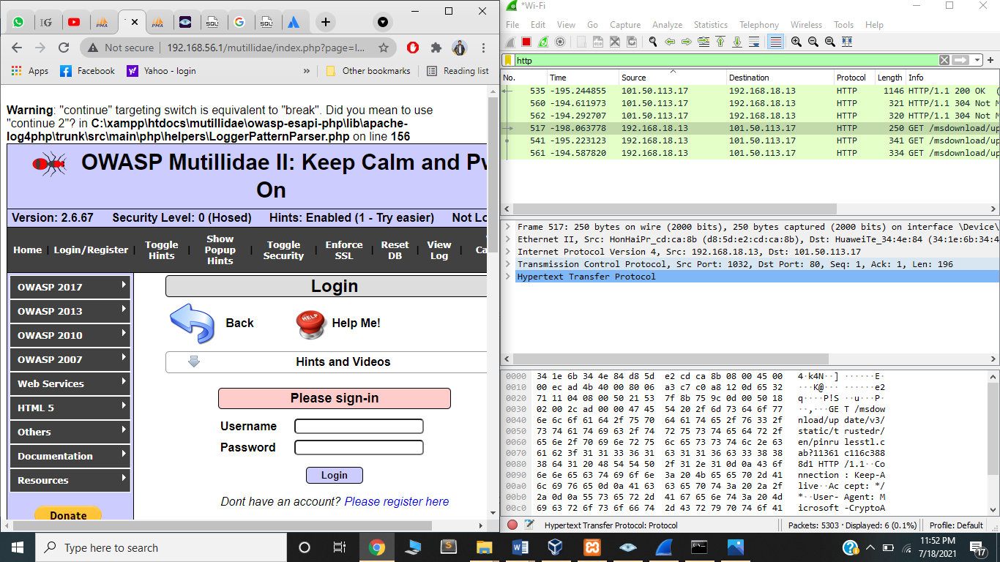 Not secure | 192.168.56.1/mutillidae/index.php?page=l...
Apps Facebook Yahoo - login » Other bookmarks Reading list
Warning: "continue" targeting switch is equivalent to "break". Did you mean to use
"continue 2"? in C:\xampp\htdocs\mutillidae\owasp-esapi-php\lib\apache-
log4php\trunk\src\main\php\helpers\LoggerPatternParser.php on line 156
OWASP Mutillidae II: Keep Calm and Pw
On
Version: 2.6.67 Security Level: 0 (Hosed) Hints: Enabled (1 - Try easier) Not Lo
Home | Login/Register | Toggle Hints | Show Popup Hints | Toggle Security | Enforce SSL | Reset DB | View Log | Ca
OWASP 2017
OWASP 2013
OWASP 2010
OWASP 2007
Web Services
HTML 5
Others
Documentation
Resources
Donate
Login
Back Help Me!
Hints and Videos
Please sign-in
Username
Password
Login
Dont have an account? Please register here
*Wi-Fi
File Edit View Go Capture Analyze Statistics Telephony Wireless Tools Help
http
No. Time Source Destination Protocol Length Info
535 -195.244855 101.50.113.17 192.168.18.13 HTTP 1146 HTTP/1.1 200 OK (
560 -194.611973 101.50.113.17 192.168.18.13 HTTP 321 HTTP/1.1 304 Not M
562 -194.292707 101.50.113.17 192.168.18.13 HTTP 320 HTTP/1.1 304 Not M
517 -198.063778 192.168.18.13 101.50.113.17 HTTP 250 GET /msdownload/up
541 -195.223123 192.168.18.13 101.50.113.17 HTTP 341 GET /msdownload/up
561 -194.587820 192.168.18.13 101.50.113.17 HTTP 334 GET /msdownload/up
Frame 517: 250 bytes on wire (2000 bits), 250 bytes captured (2000 bits) on interface \Device\
Ethernet II, Src: HonHaiPr_cd:ca:8b (d8:5d:e2:cd:ca:8b), Dst: HuaweiTe_34:4e:84 (34:1e:6b:34:4
Internet Protocol Version 4, Src: 192.168.18.13, Dst: 101.50.113.17
Transmission Control Protocol, Src Port: 1032, Dst Port: 80, Seq: 1, Ack: 1, Len: 196
Hypertext Transfer Protocol
0000 34 1e 6b 34 4e 84 d8 5d e2 cd ca 8b 08 00 45 00 4·k4N··] ······E·
0010 00 ec ad 4b 40 00 80 06 a3 c7 c0 a8 12 0d 65 32 ···K@··· ······e2
0020 71 11 04 08 00 50 21 53 7f 8b 75 9c 0d 00 50 18 q····P!S ··u···P·
0030 02 00 2c ad 00 00 47 45 54 20 2f 6d 73 64 6f 77 ··,···GE T /msdow
0040 6e 6c 6f 61 64 2f 75 70 64 61 74 65 2f 76 33 2f nload/up date/v3/
0050 73 74 61 74 69 63 2f 74 72 75 73 74 65 64 72 2f static/t rustedr/
0060 65 6e 2f 70 69 6e 72 75 6c 65 73 73 74 6c 2e 63 en/pinru lesstl.c
0070 61 62 3f 31 31 33 36 31 63 31 31 36 63 33 38 38 ab?11361 c116c388
0080 38 64 31 20 48 54 54 50 2f 31 2e 31 0d 0a 43 6f 8d1 HTTP /1.1··Co
0090 6e 6e 65 63 74 69 6f 6e 3a 20 4b 65 65 70 2d 41 nnection : Keep-A
00a0 6c 69 76 65 0d 0a 41 63 63 65 70 74 3a 20 2a 2f live··Ac cept: */
00b0 2a 0d 0a 55 73 65 72 2d 41 67 65 6e 74 3a 20 4d *··User- Agent: M
00c0 69 63 72 6f 73 6f 66 74 2d 43 72 79 70 74 6f 41 icrosoft -CryptoA
Hypertext Transfer Protocol: Protocol Packets: 5303 · Displayed: 6 (0.1%) Profile: Default
Type here to search
11:52 PM
7/18/2021
17